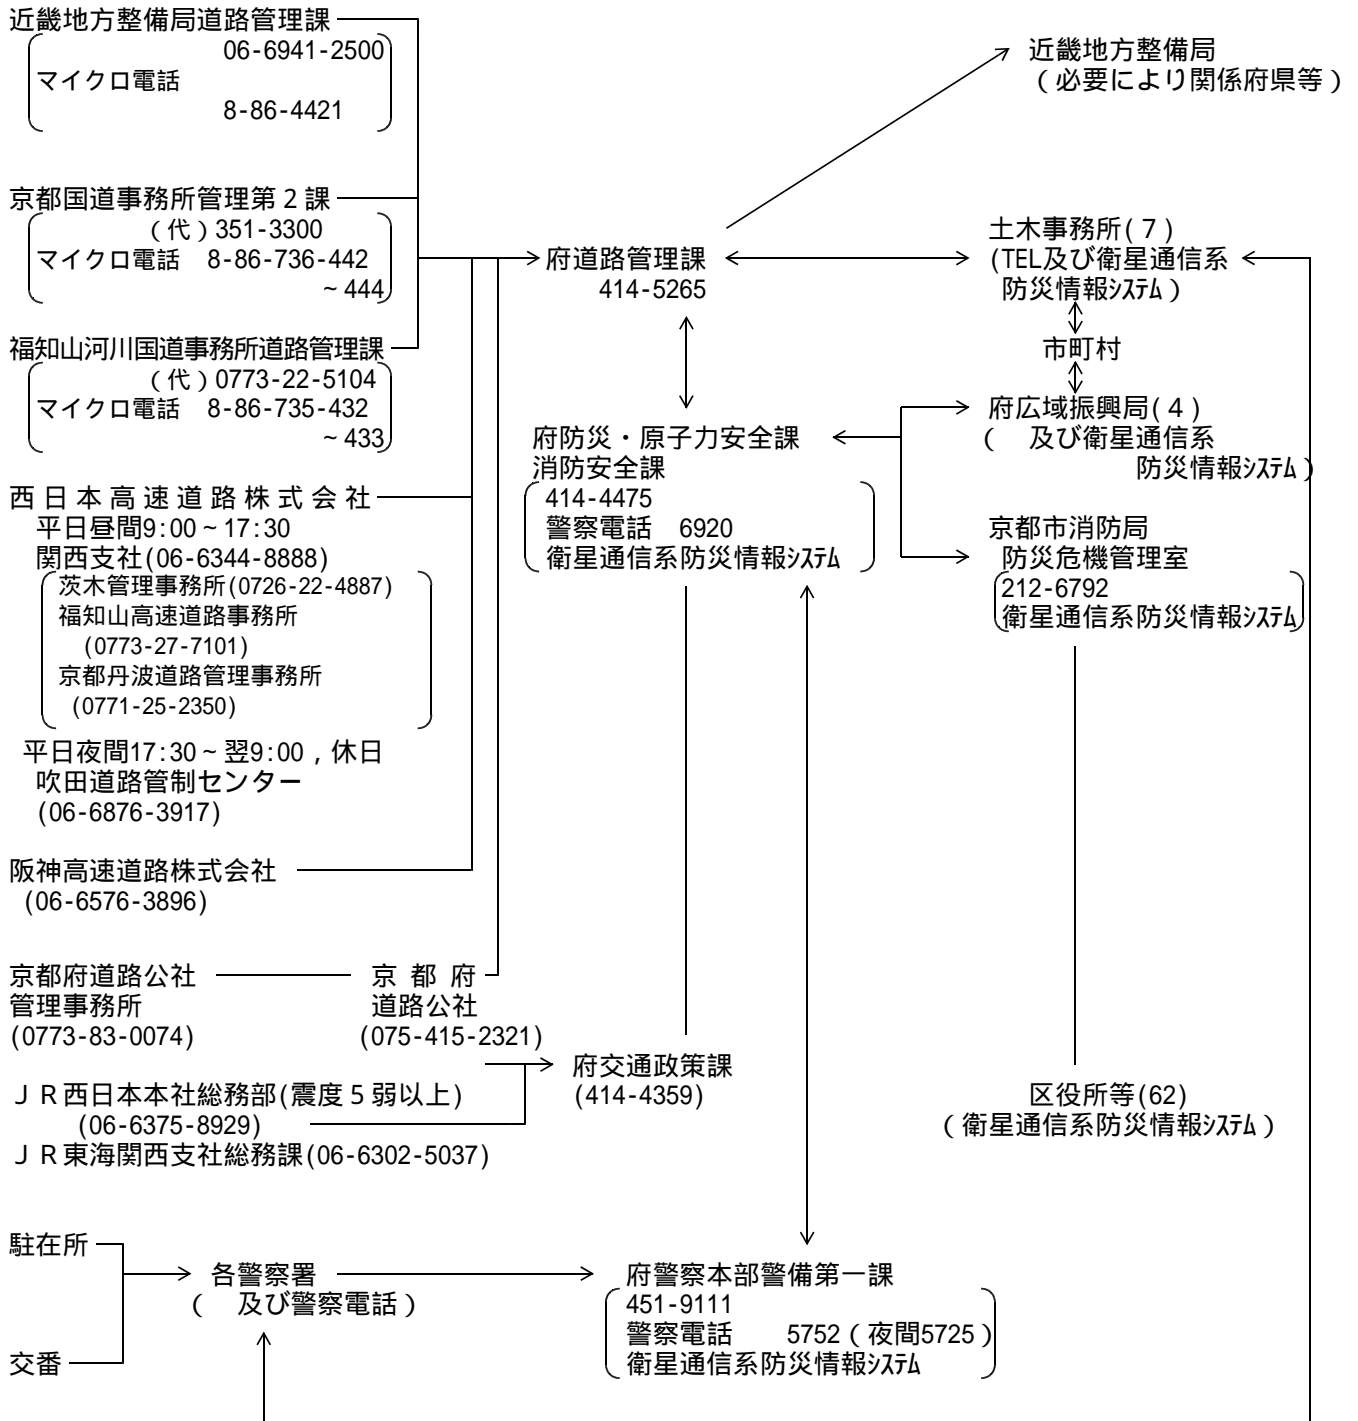 近畿地方整備局道路管理課
06-6941-2500
マイクロ電話
8-86-4421
京都国道事務所管理第２課
（代）351-3300
マイクロ電話　8-86-736-442
～444
福知山河川国道事務所道路管理課
（代）0773-22-5104
マイクロ電話　8-86-735-432
～433
西日本高速道路株式会社
平日昼間9:00～17:30
関西支社(06-6344-8888)
茨木管理事務所(0726-22-4887)
福知山高速道路事務所
(0773-27-7101)
京都丹波道路管理事務所
(0771-25-2350)
平日夜間17:30～翌9:00，休日
吹田道路管制センター
(06-6876-3917)
阪神高速道路株式会社
(06-6576-3896)
京都府道路公社
管理事務所
(0773-83-0074)
京都府
道路公社
(075-415-2321)
ＪＲ西日本本社総務部(震度５弱以上)
(06-6375-8929)
ＪＲ東海関西支社総務課(06-6302-5037)
府道路管理課
414-5265
府防災・原子力安全課
消防安全課
414-4475
警察電話　6920
衛星通信系防災情報ｼｽﾃﾑ
府交通政策課
(414-4359)
近畿地方整備局
（必要により関係府県等）
土木事務所(７)
(TEL及び衛星通信系
防災情報ｼｽﾃﾑ）
市町村
府広域振興局(４)
(　及び衛星通信系
防災情報ｼｽﾃﾑ）
京都市消防局
防災危機管理室
212-6792
衛星通信系防災情報ｼｽﾃﾑ
区役所等(62)
（衛星通信系防災情報ｼｽﾃﾑ）
駐在所
交番
各警察署
(　及び警察電話）
府警察本部警備第一課
451-9111
警察電話　5752（夜間5725）
衛星通信系防災情報ｼｽﾃﾑ